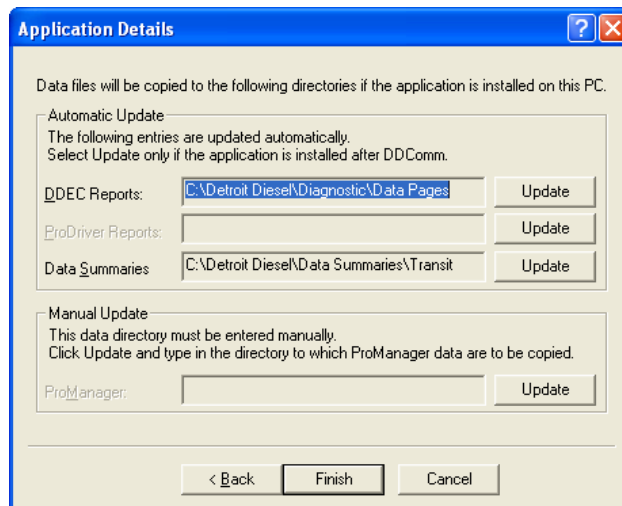 Application Details
Data files will be copied to the following directories if the application is installed on this PC.
Automatic Update
The following entries are updated automatically.
Select Update only if the application is installed after DDComm.
DDEC Reports: C:\Detroit Diesel\Diagnostic\Data Pages Update
ProDriver Reports: Update
Data Summaries C:\Detroit Diesel\Data Summaries\Transit Update
Manual Update
This data directory must be entered manually.
Click Update and type in the directory to which ProManager data are to be copied.
ProManager: Update
< Back Finish Cancel